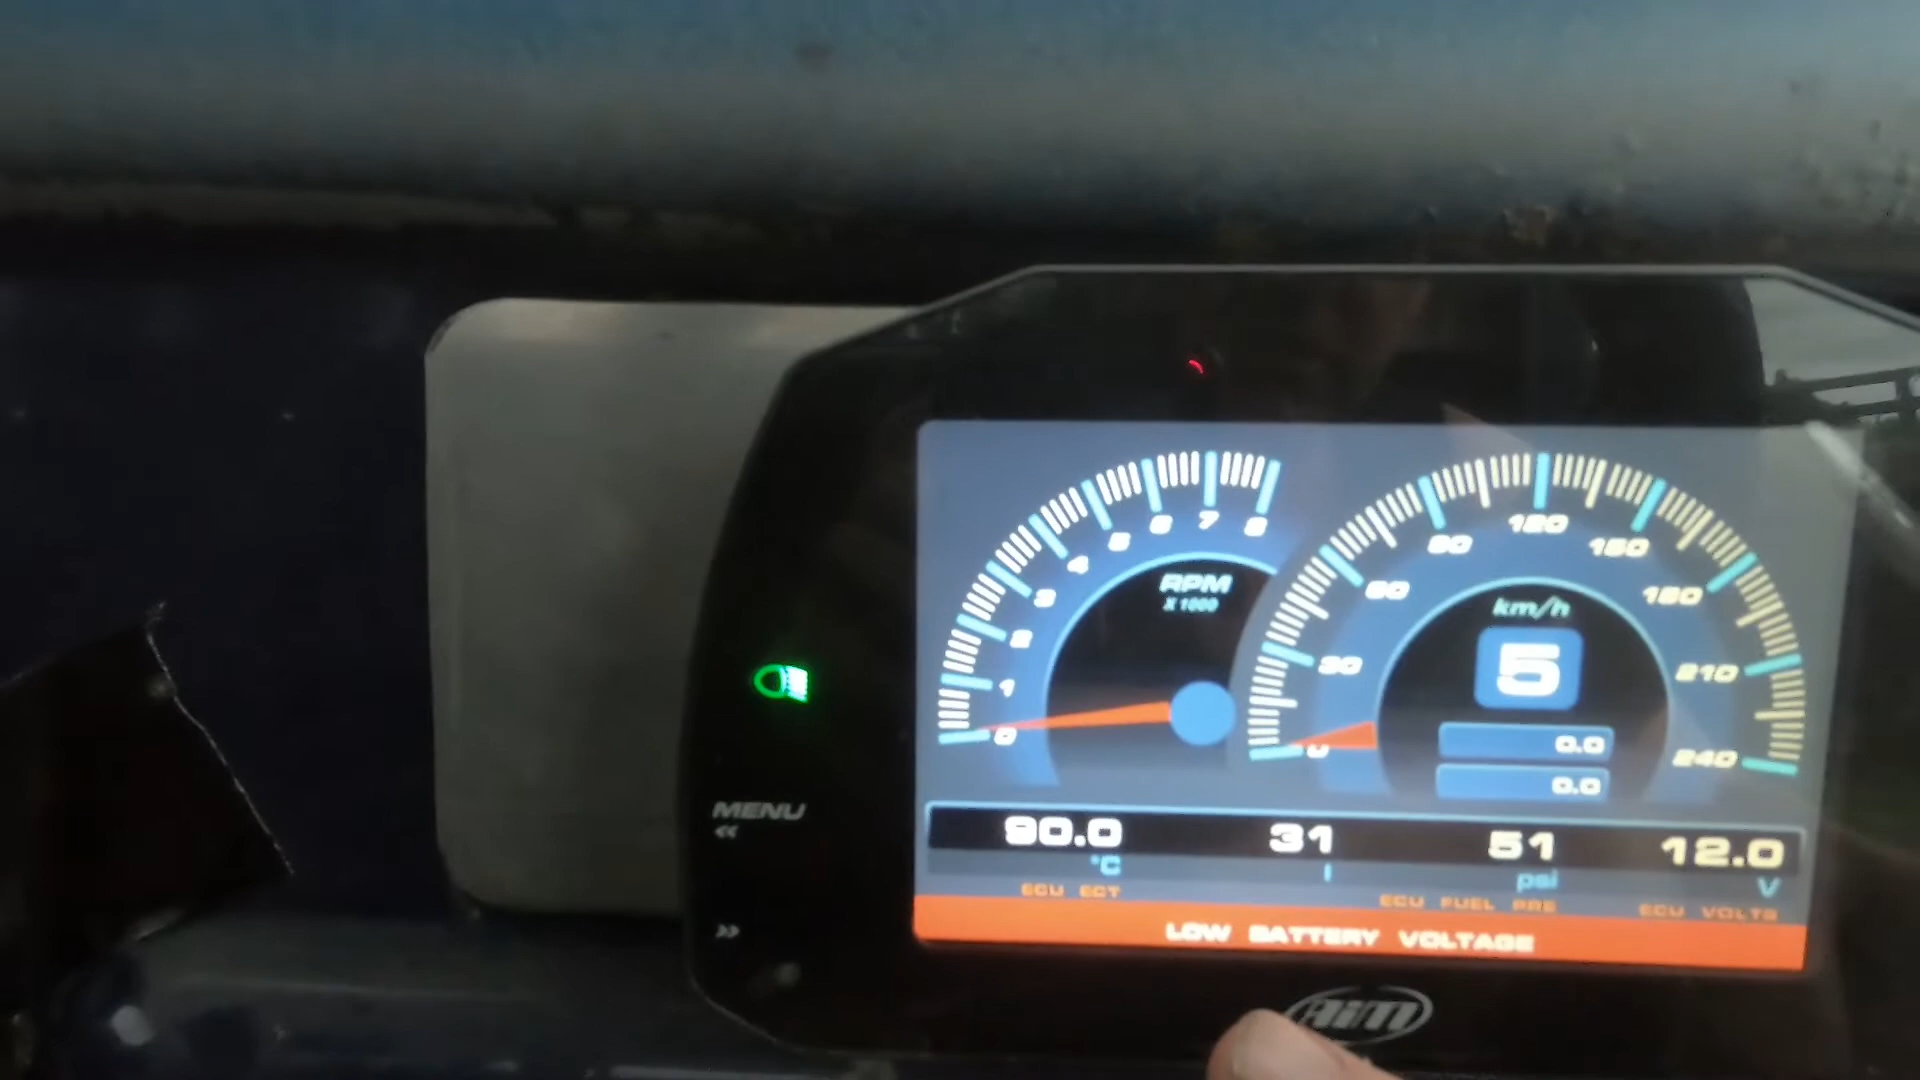 0 1 2 3 4 5 6 7 8
RPM
X 1000
0 30 60 90 120 150 180 210 240
km/h
5
0.0
0.0
90.0 31 51 12.0
°C l psi V
ECU ECT ECU FUEL PRE ECU VOLTS
LOW BATTERY VOLTAGE
MENU
<<
>>
AiM